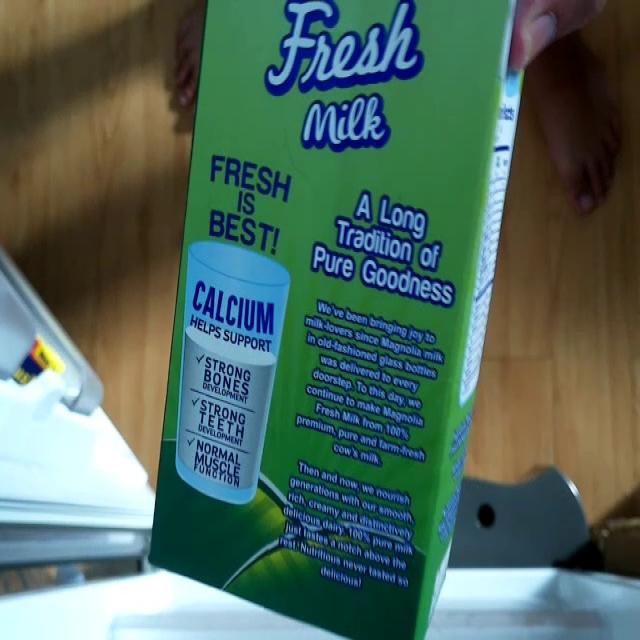 Fresh
Milk
FRESH
IS
BEST!
CALCIUM
HELPS SUPPORT
✓STRONG
BONES
DEVELOPMENT
✓STRONG
TEETH
DEVELOPMENT
✓NORMAL
MUSCLE
FUNCTION
A Long
Tradition of
Pure Goodness
We've been bringing joy to
milk-lovers since Magnolia milk
in old-fashioned glass bottles
was delivered to every
doorstep. To this day, we
continue to make Magnolia
Fresh Milk from 100%
premium, pure and farm-fresh
cow's milk.
Then and now, we nourish
generations with our smooth,
rich, creamy and distinctively
delicious dairy. 100% pure milk
a notch above the
Nutrition never tasted so
delicious!